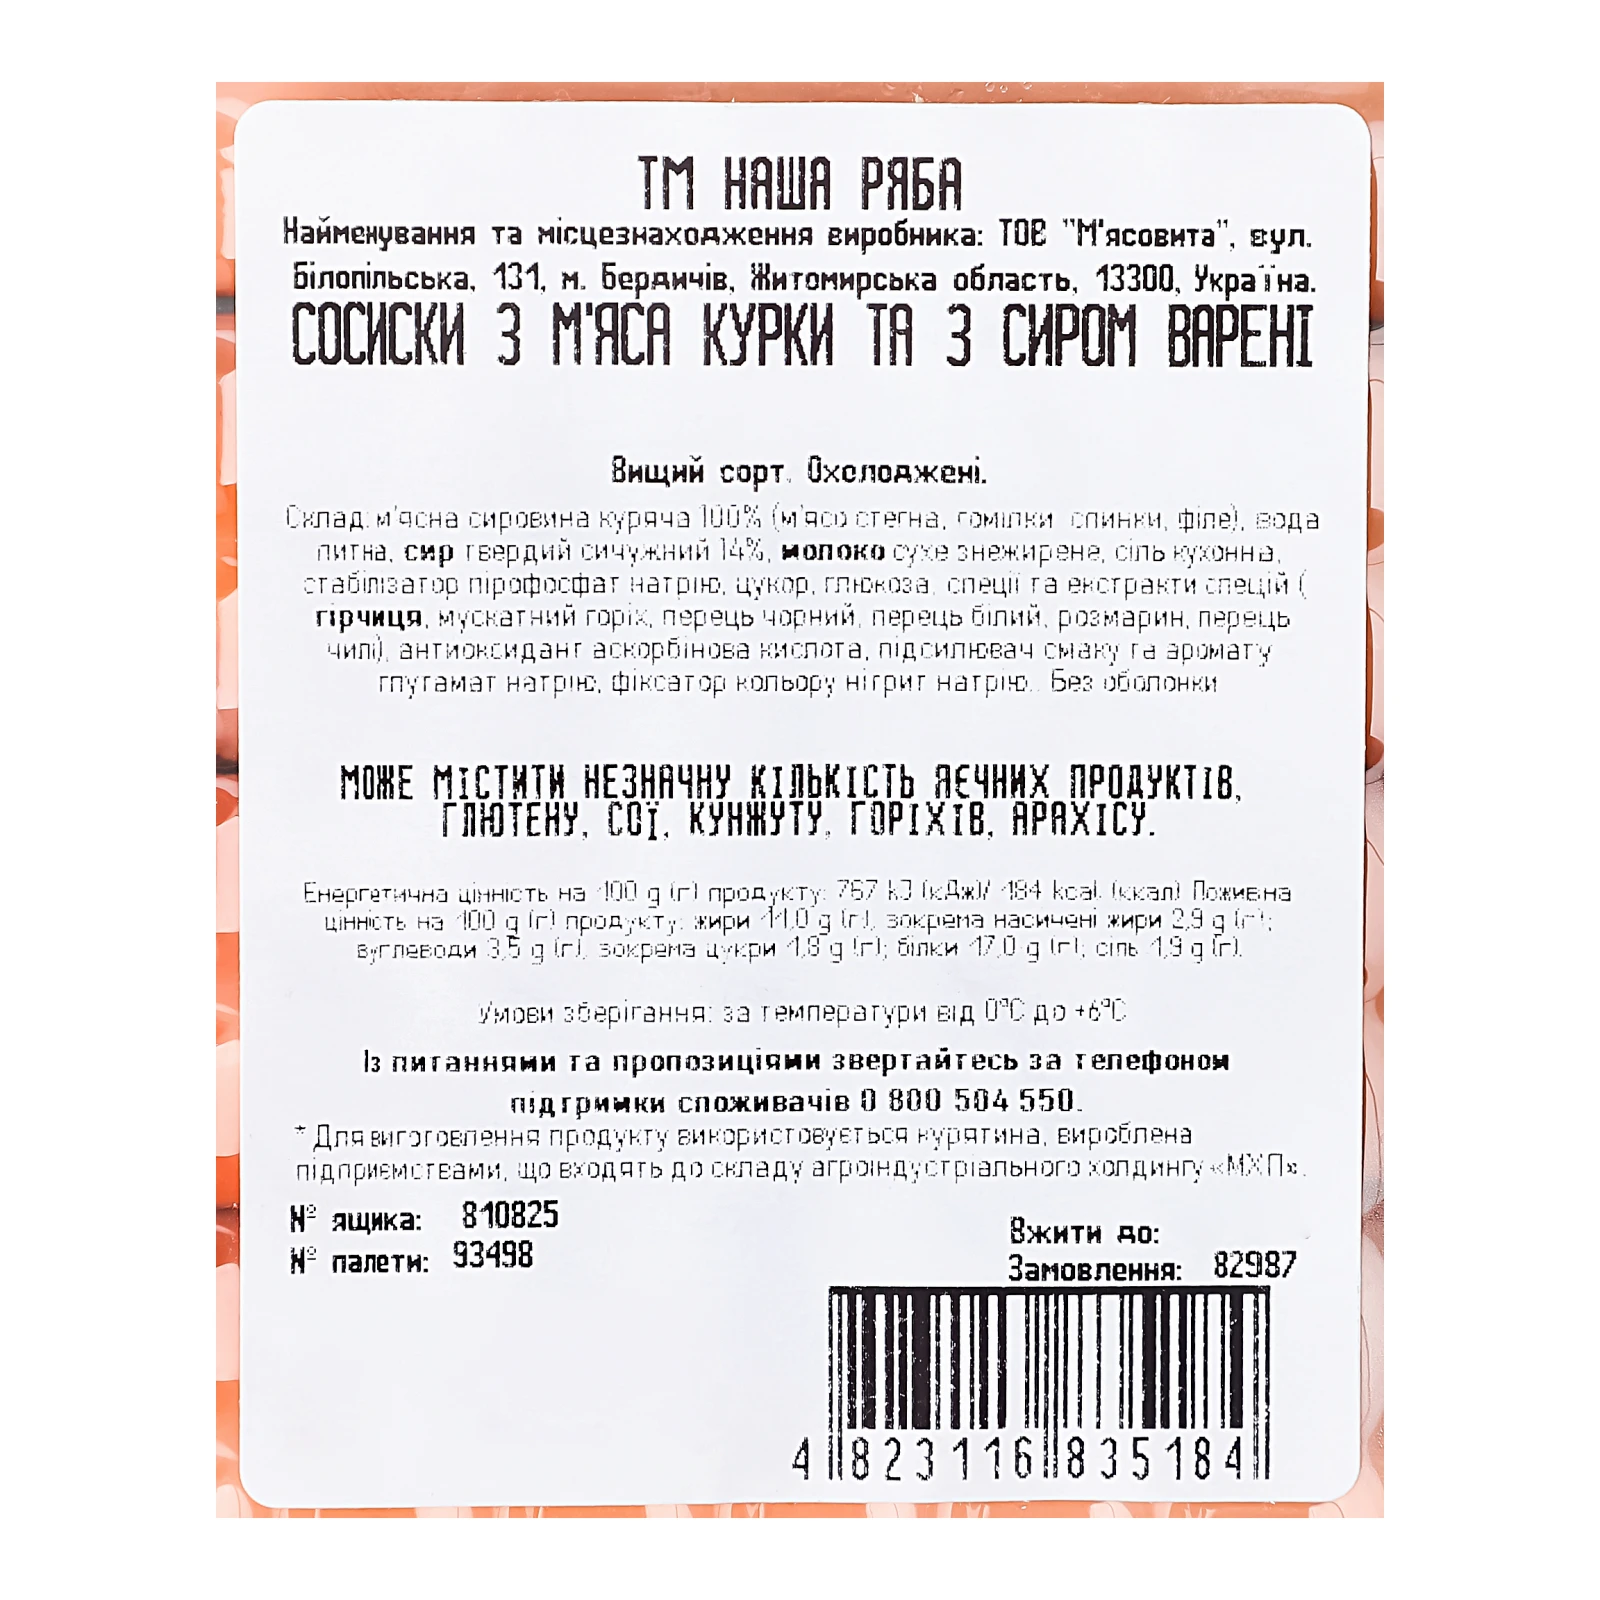 ТМ НАША РЯБА
Найменування та місцезнаходження виробника: ТОВ "М'ясовита", вул.
Білопільська, 131, м. Бердичів, Житомирська область, 13300, Україна.
СОСИСКИ З М'ЯСА КУРКИ ТА З СИРОМ ВАРЕНІ
Вищий сорт. Охолоджені.
Склад: м'ясна сировина куряча 100% (м'ясо стегна, гомілки, спинки, філе), вода
питна, сир твердий сичужний 14%, молоко сухе знежирене, сіль кухонна,
стабілізатор пірофосфат натрію, цукор, глюкоза, спеції та екстракти спецій (
гірчиця, мускатний горіх, перець чорний, перець білий, розмарин, перець
чилі), антиоксидант аскорбінова кислота, підсилювач смаку та аромату
глутамат натрію, фіксатор кольору нітрит натрію.. Без оболонки
МОЖЕ МІСТИТИ НЕЗНАЧНУ КІЛЬКІСТЬ ЯЄЧНИХ ПРОДУКТІВ,
ГЛЮТЕНУ, СОЇ, КУНЖУТУ, ГОРІХІВ, АРАХІСУ.
Енергетична цінність на 100 g (г) продукту: 767 kJ (кДж)/ 184 kcal (ккал) Поживна
цінність на 100 g (г) продукту: жири 11,0 g (г), зокрема насичені жири 2,9 g (г);
вуглеводи 3,5 g (г), зокрема цукри 1,8 g (г); білки 17,0 g (г); сіль 1,9 g (г).
Умови зберігання: за температури від 0°C до +6°C
Із питаннями та пропозиціями звертайтесь за телефоном
підтримки споживачів 0 800 504 550.
* Для виготовлення продукту використовується курятина, вироблена
підприємствами, що входять до складу агроіндустріального холдингу «МХП».
№ ящика: 810825
№ палети: 93498
Вжити до:
Замовлення: 82987
4 823116 835184